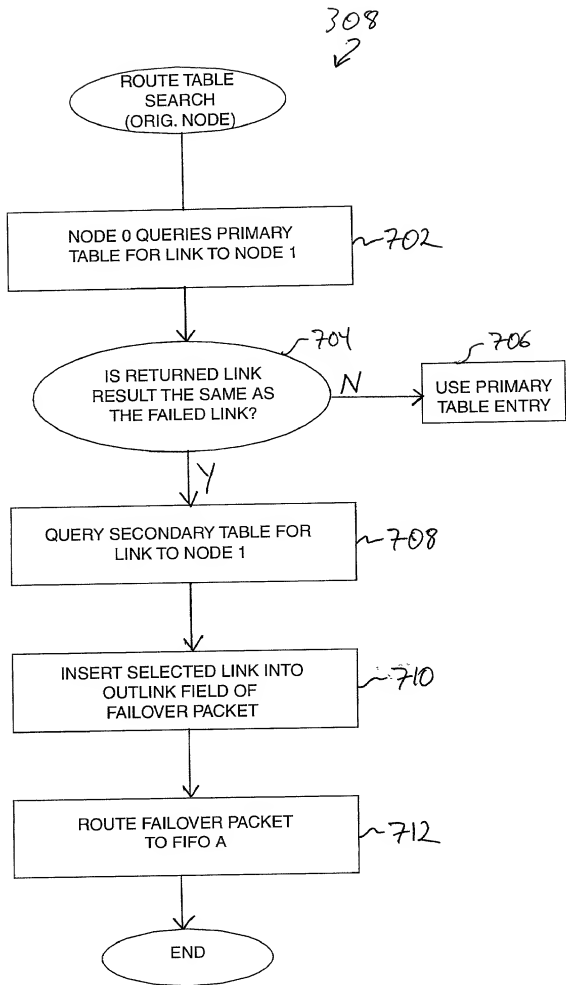 308
ROUTE TABLE
SEARCH
(ORIG. NODE)
NODE 0 QUERIES PRIMARY
TABLE FOR LINK TO NODE 1
702
704
IS RETURNED LINK
RESULT THE SAME AS
THE FAILED LINK?
N
706
USE PRIMARY
TABLE ENTRY
Y
QUERY SECONDARY TABLE FOR
LINK TO NODE 1
708
INSERT SELECTED LINK INTO
OUTLINK FIELD OF
FAILOVER PACKET
710
ROUTE FAILOVER PACKET
TO FIFO A
712
END